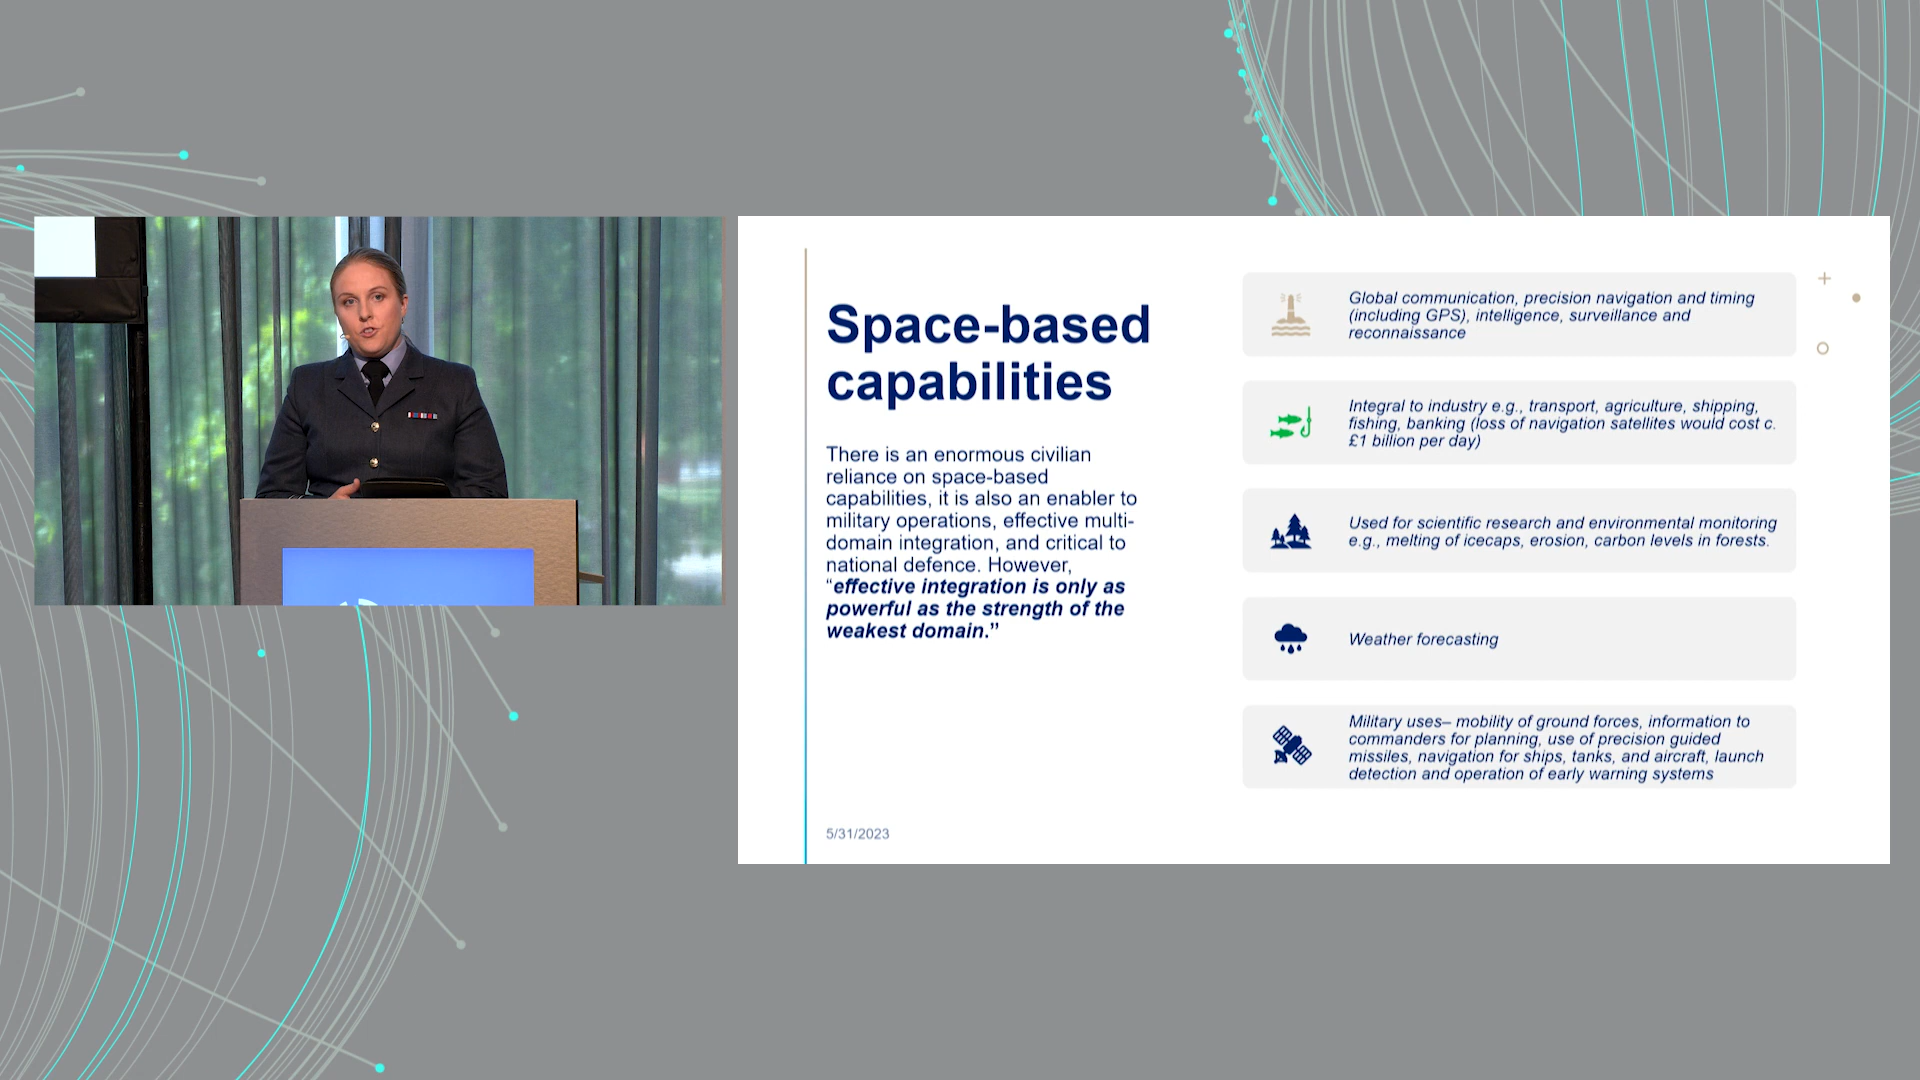 Space-based
capabilities
There is an enormous civilian
reliance on space-based
capabilities, it is also an enabler to
military operations, effective multi-
domain integration, and critical to
national defence. However,
“effective integration is only as
powerful as the strength of the
weakest domain.”
5/31/2023
Global communication, precision navigation and timing
(including GPS), intelligence, surveillance and
reconnaissance
Integral to industry e.g., transport, agriculture, shipping,
fishing, banking (loss of navigation satellites would cost c.
£1 billion per day)
Used for scientific research and environmental monitoring
e.g., melting of icecaps, erosion, carbon levels in forests.
Weather forecasting
Military uses– mobility of ground forces, information to
commanders for planning, use of precision guided
missiles, navigation for ships, tanks, and aircraft, launch
detection and operation of early warning systems